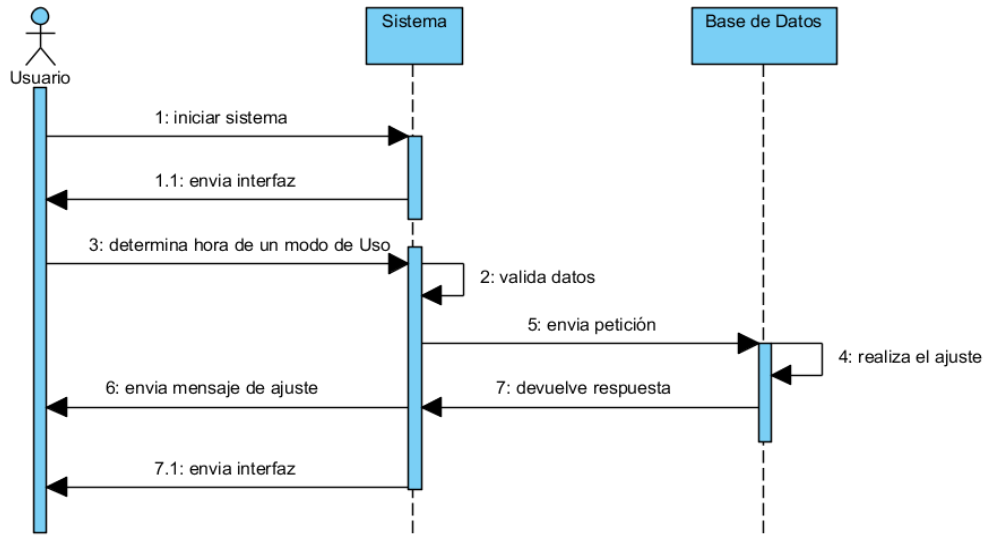 Sistema
Base de Datos
Usuario
1: iniciar sistema
1.1: envia interfaz
3: determina hora de un modo de Uso
2: valida datos
5: envia petición
4: realiza el ajuste
6: envia mensaje de ajuste
7: devuelve respuesta
7.1: envia interfaz